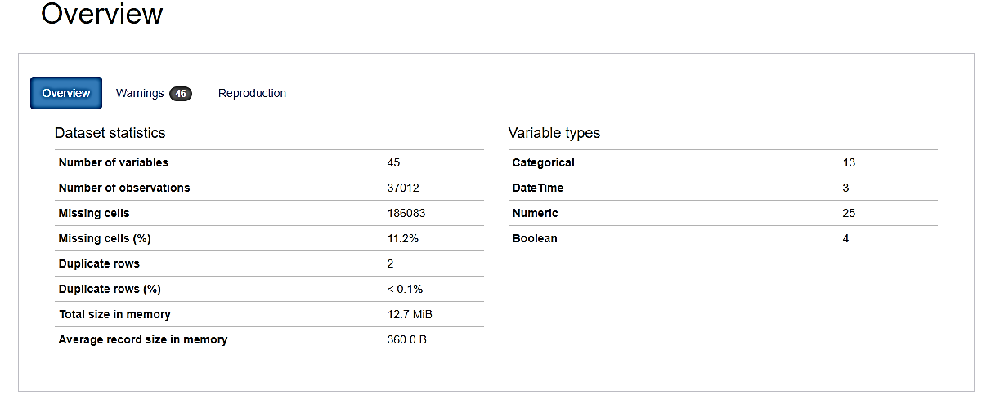 Overview
Overview Warnings 46 Reproduction
Dataset statistics
Number of variables 45
Number of observations 37012
Missing cells 186083
Missing cells (%) 11.2%
Duplicate rows 2
Duplicate rows (%) < 0.1%
Total size in memory 12.7 MiB
Average record size in memory 360.0 B
Variable types
Categorical 13
DateTime 3
Numeric 25
Boolean 4